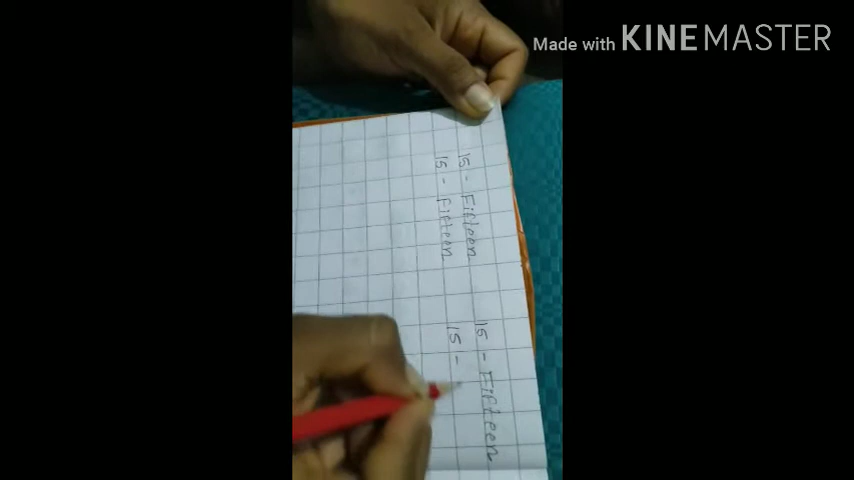 Made with KINEMASTER
15 - Fifteen
15 - fifteen
15 - Fifteen
15 -